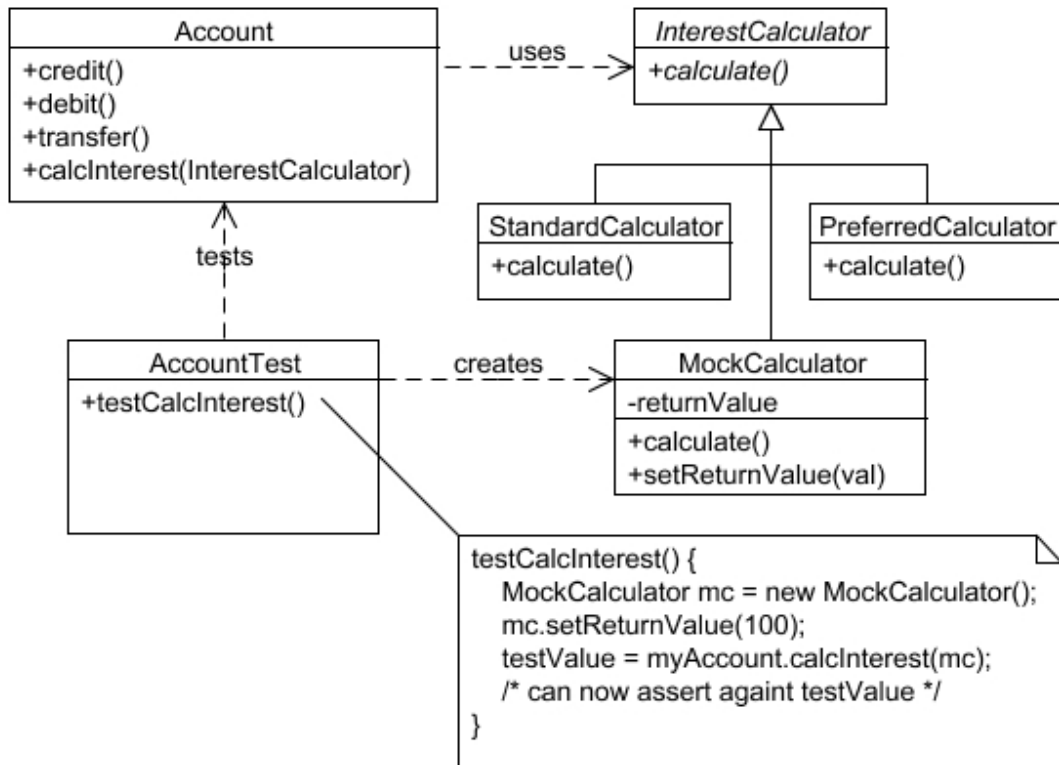 Account
+credit()
+debit()
+transfer()
+calcInterest(InterestCalculator)
uses
InterestCalculator
+calculate()
StandardCalculator
+calculate()
PreferredCalculator
+calculate()
tests
AccountTest
+testCalcInterest()
creates
MockCalculator
-returnValue
+calculate()
+setReturnValue(val)
testCalcInterest() {
MockCalculator mc = new MockCalculator();
mc.setReturnValue(100);
testValue = myAccount.calcInterest(mc);
/* can now assert againt testValue */
}